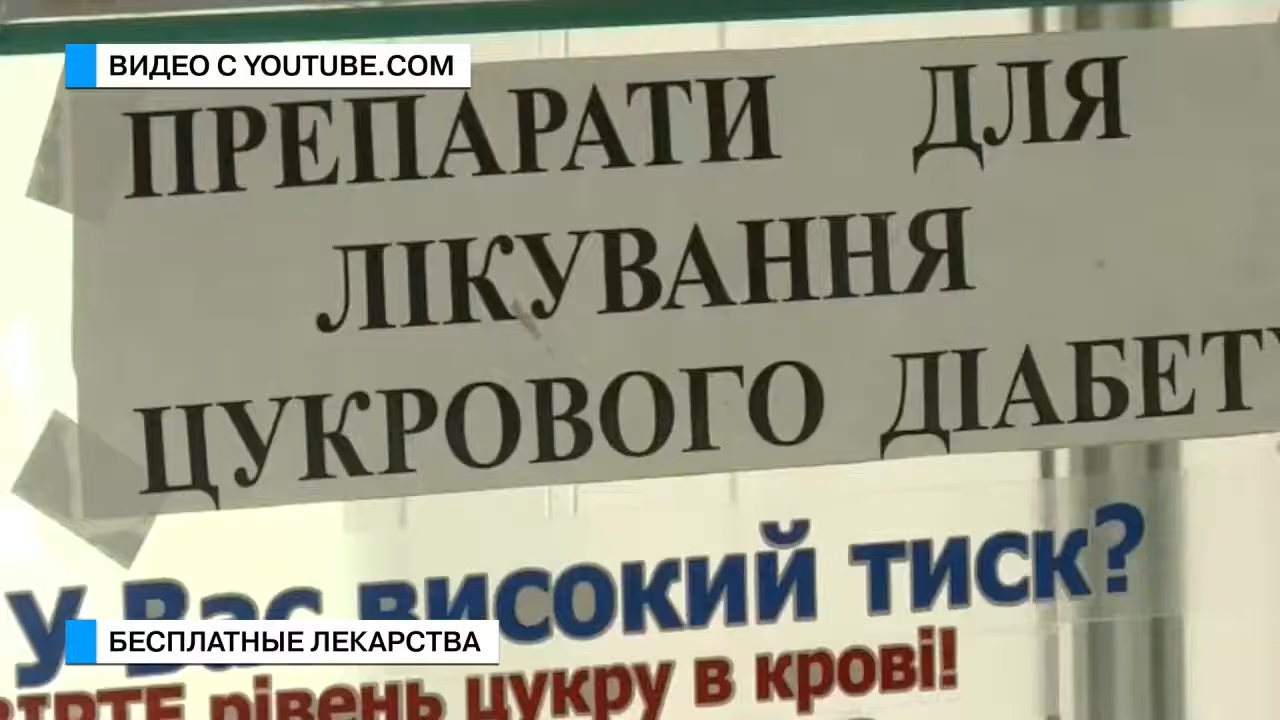 ВИДЕО С YOUTUBE.COM
ПРЕПАРАТИ ДЛЯ
ЛІКУВАННЯ
ЦУКРОВОГО ДІАБЕТУ
У Вас високий тиск?
БЕСПЛАТНЫЕ ЛЕКАРСТВА
рівень цукру в крові!